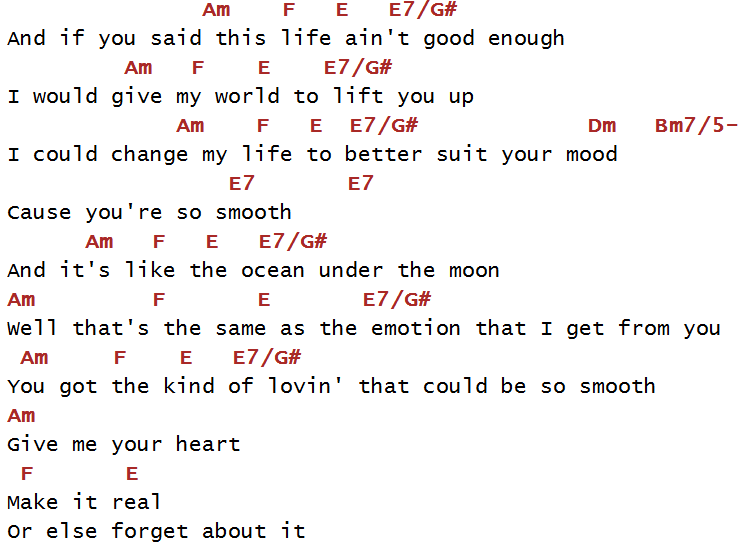 Am F E E7/G#
And if you said this life ain't good enough
Am F E E7/G#
I would give my world to lift you up
Am F E E7/G# Dm Bm7/5-
I could change my life to better suit your mood
E7 E7
Cause you're so smooth
Am F E E7/G#
And it's like the ocean under the moon
Am F E E7/G#
Well that's the same as the emotion that I get from you
Am F E E7/G#
You got the kind of lovin' that could be so smooth
Am
Give me your heart
F E
Make it real
Or else forget about it